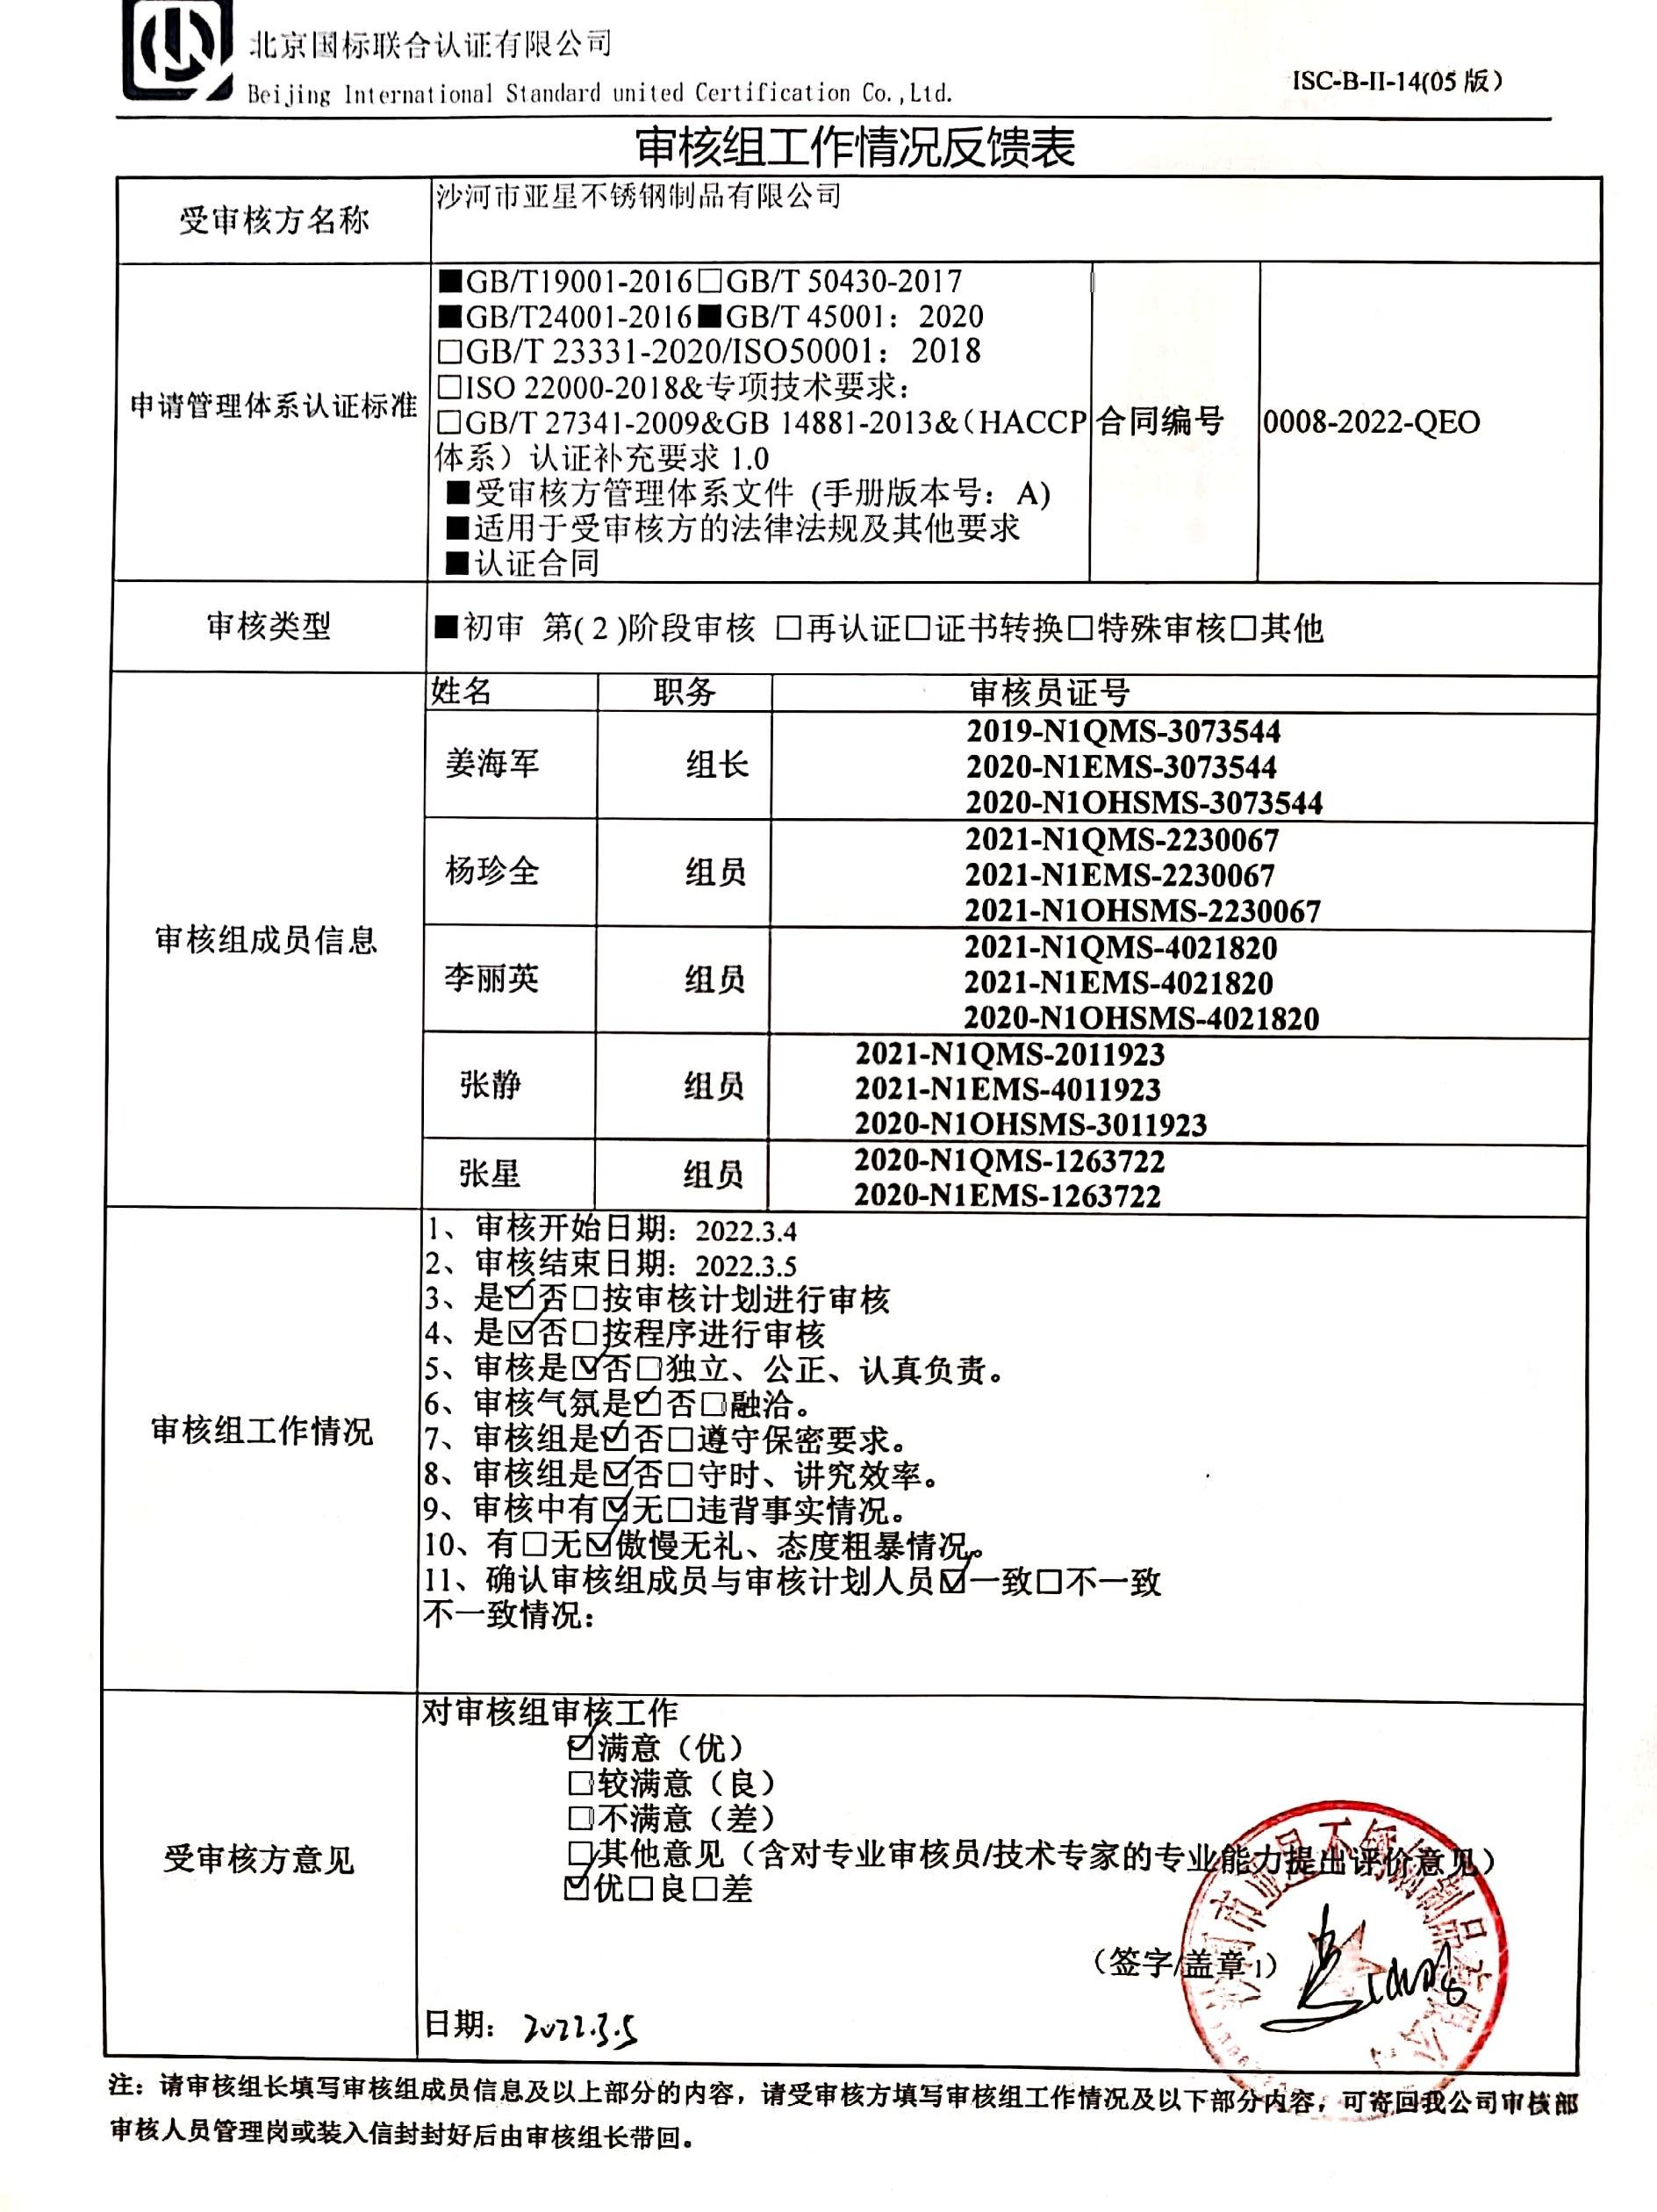 北京国标联合认证有限公司
Beijing International Standard united Certification Co.,Ltd.
ISC-B-II-14(05 版)
审核组工作情况反馈表
受审核方名称
沙河市亚星不锈钢制品有限公司
申请管理体系认证标准
■GB/T19001-2016□GB/T 50430-2017
■GB/T24001-2016■GB/T 45001：2020
□GB/T 23331-2020/ISO50001：2018
□ISO 22000-2018&专项技术要求：
□GB/T 27341-2009&GB 14881-2013&（HACCP
体系）认证补充要求 1.0
■受审核方管理体系文件 (手册版本号：A)
■适用于受审核方的法律法规及其他要求
■认证合同
合同编号
0008-2022-QEO
审核类型
■初审 第( 2 )阶段审核 □再认证□证书转换□特殊审核□其他
审核组成员信息
姓名 职务 审核员证号
姜海军 组长
2019-N1QMS-3073544
2020-N1EMS-3073544
2020-N1OHSMS-3073544
杨珍全 组员
2021-N1QMS-2230067
2021-N1EMS-2230067
2021-N1OHSMS-2230067
李丽英 组员
2021-N1QMS-4021820
2021-N1EMS-4021820
2020-N1OHSMS-4021820
张静 组员
2021-N1QMS-2011923
2021-N1EMS-4011923
2020-N1OHSMS-3011923
张星 组员
2020-N1QMS-1263722
2020-N1EMS-1263722
审核组工作情况
1、审核开始日期：2022.3.4
2、审核结束日期：2022.3.5
3、是☑否□按审核计划进行审核
4、是☑否□按程序进行审核
5、审核是☑否□独立、公正、认真负责。
6、审核气氛是☑否□融洽。
7、审核组是☑否□遵守保密要求。
8、审核组是☑否□守时、讲究效率。
9、审核中有☑无□违背事实情况。
10、有□无☑傲慢无礼、态度粗暴情况。
11、确认审核组成员与审核计划人员☑一致□不一致
不一致情况：
受审核方意见
对审核组审核工作
☑满意（优）
□较满意（良）
□不满意（差）
□其他意见（含对专业审核员/技术专家的专业能力提出评价意见）
☑优□良□差
（签字/盖章）
日期： 2022.3.5
注：请审核组长填写审核组成员信息及以上部分的内容，请受审核方填写审核组工作情况及以下部分内容，可寄回我公司审核部
审核人员管理岗或装入信封封好后由审核组长带回。